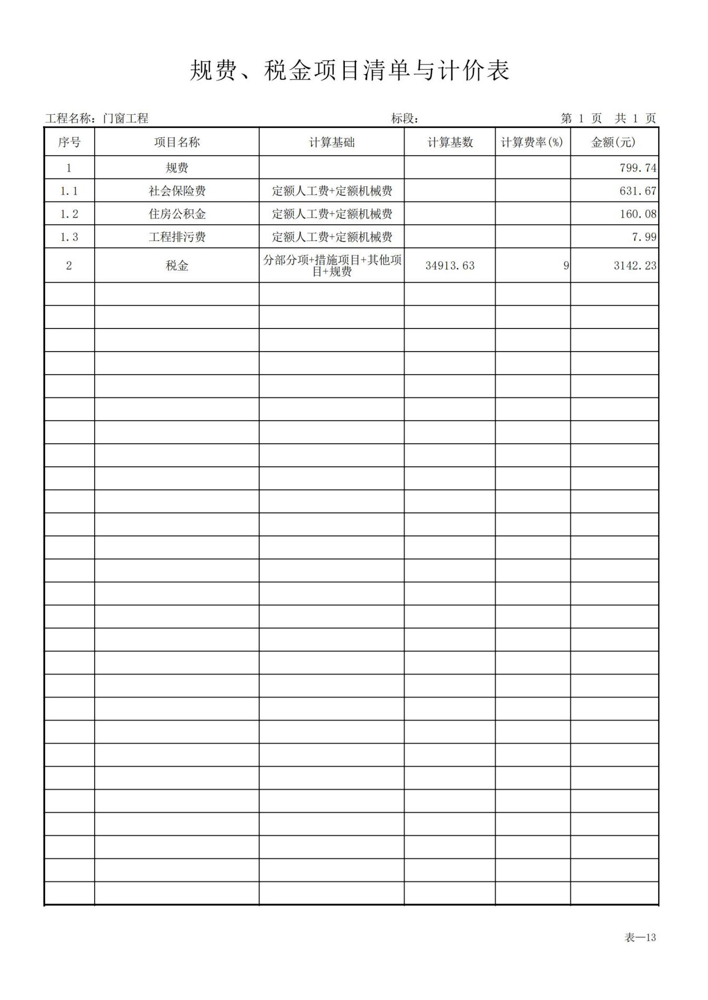 规费、税金项目清单与计价表
工程名称：门窗工程 标段： 第 1 页 共 1 页
序号 项目名称 计算基础 计算基数 计算费率(%) 金额(元)
1 规费 799.74
1.1 社会保险费 定额人工费+定额机械费 631.67
1.2 住房公积金 定额人工费+定额机械费 160.08
1.3 工程排污费 定额人工费+定额机械费 7.99
2 税金 分部分项+措施项目+其他项 34913.63 9 3142.23
目+规费
表—13